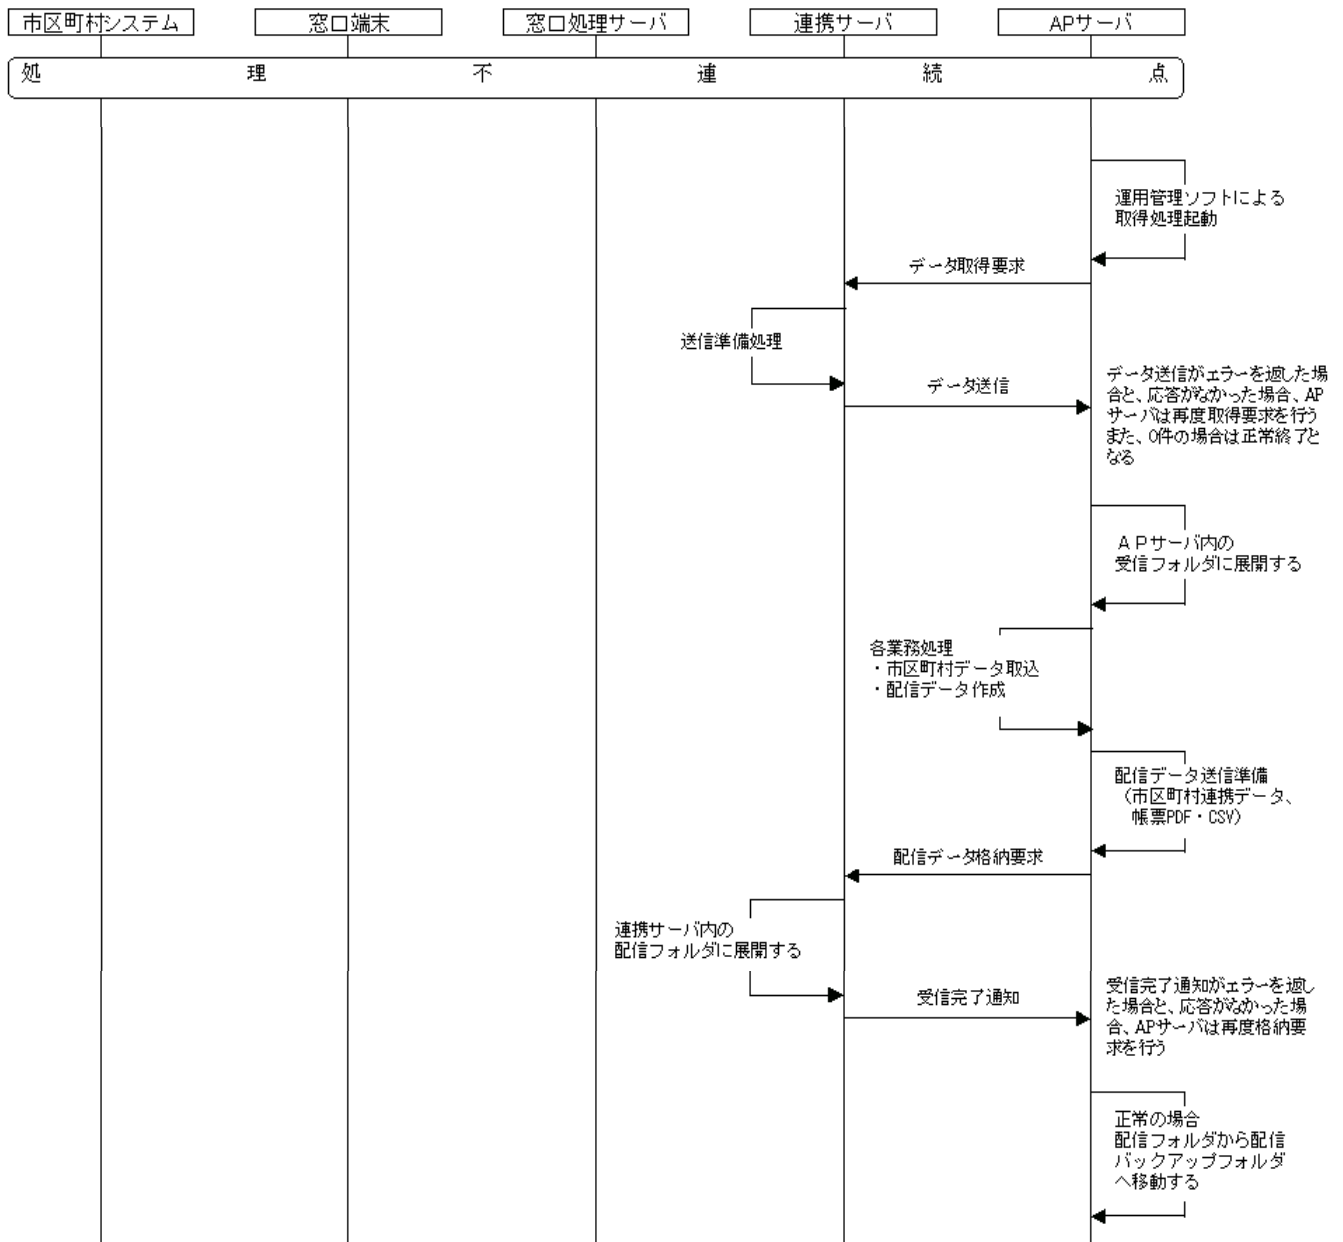 市区町村システム
窓口端末
窓口処理サーバ
連携サーバ
APサーバ
処理不連続点
運用管理ソフトによる
取得処理起動
データ取得要求
送信準備処理
データ送信
データ送信がエラーを返した場
合と、応答がなかった場合、AP
サーバは再度取得要求を行う
また、0件の場合は正常終了と
なる
ＡＰサーバ内の
受信フォルダに展開する
各業務処理
・市区町村データ取込
・配信データ作成
配信データ送信準備
（市区町村連携データ、
帳票PDF・CSV）
配信データ格納要求
連携サーバ内の
配信フォルダに展開する
受信完了通知
受信完了通知がエラーを返し
た場合と、応答がなかった場
合、APサーバは再度格納要
求を行う
正常の場合
配信フォルダから配信
バックアップフォルダ
へ移動する